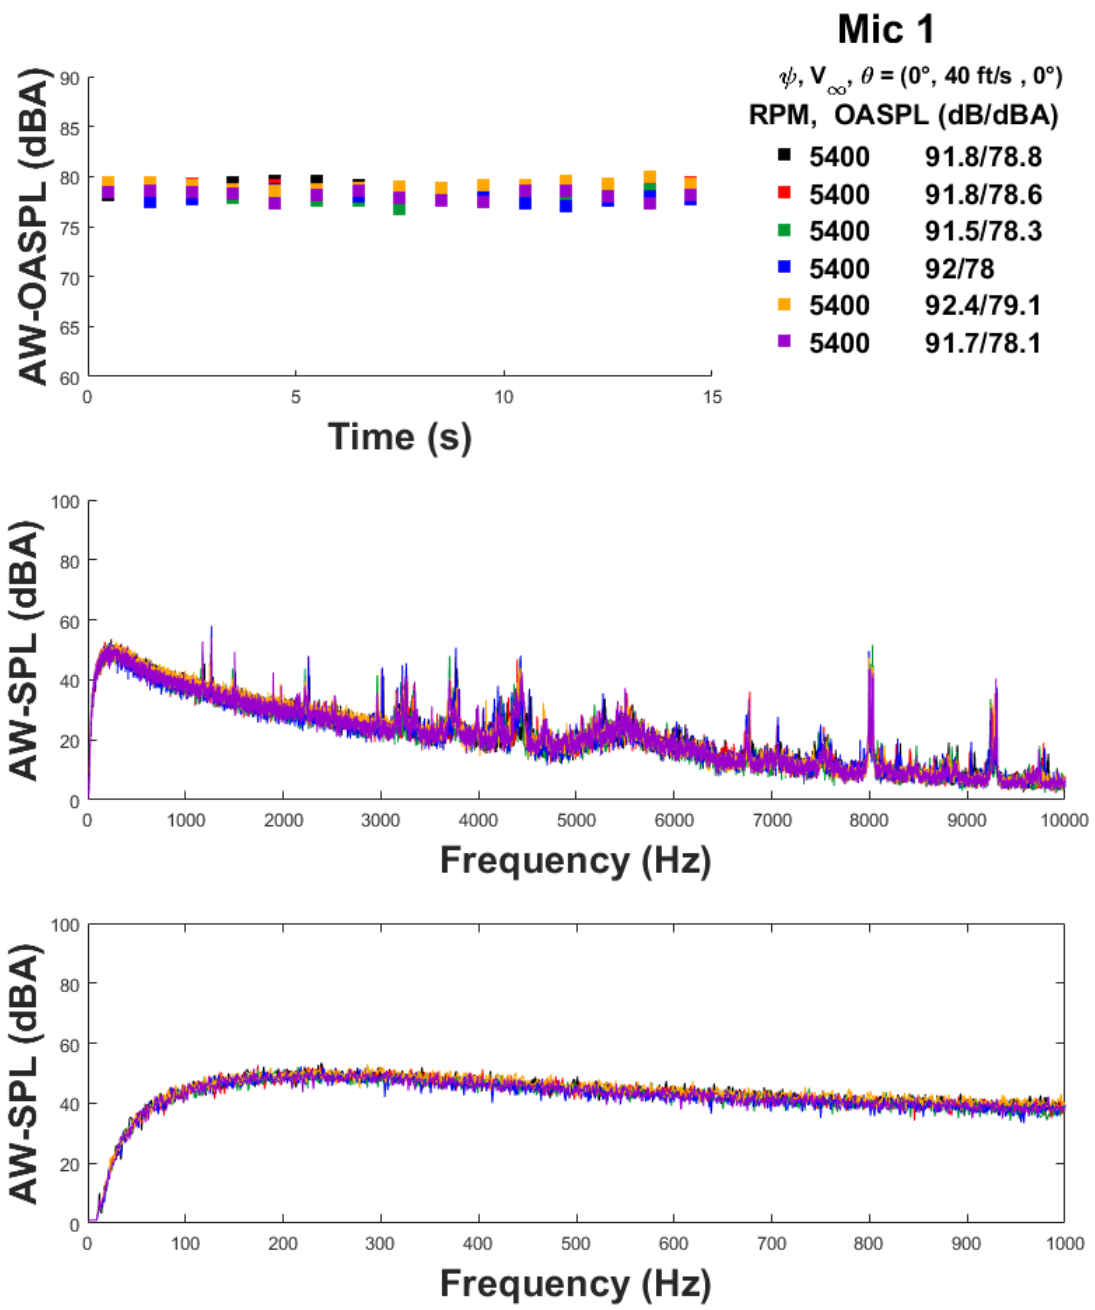 Mic 1
ψ, V∞, θ = (0°, 40 ft/s , 0°)
RPM, OASPL (dB/dBA)
5400 91.8/78.8
5400 91.8/78.6
5400 91.5/78.3
5400 92/78
5400 92.4/79.1
5400 91.7/78.1
AW-OASPL (dBA)
90
85
80
75
70
65
60
0 5 10 15
Time (s)
AW-SPL (dBA)
100
80
60
40
20
0
0 1000 2000 3000 4000 5000 6000 7000 8000 9000 10000
Frequency (Hz)
AW-SPL (dBA)
100
80
60
40
20
0
0 100 200 300 400 500 600 700 800 900 1000
Frequency (Hz)